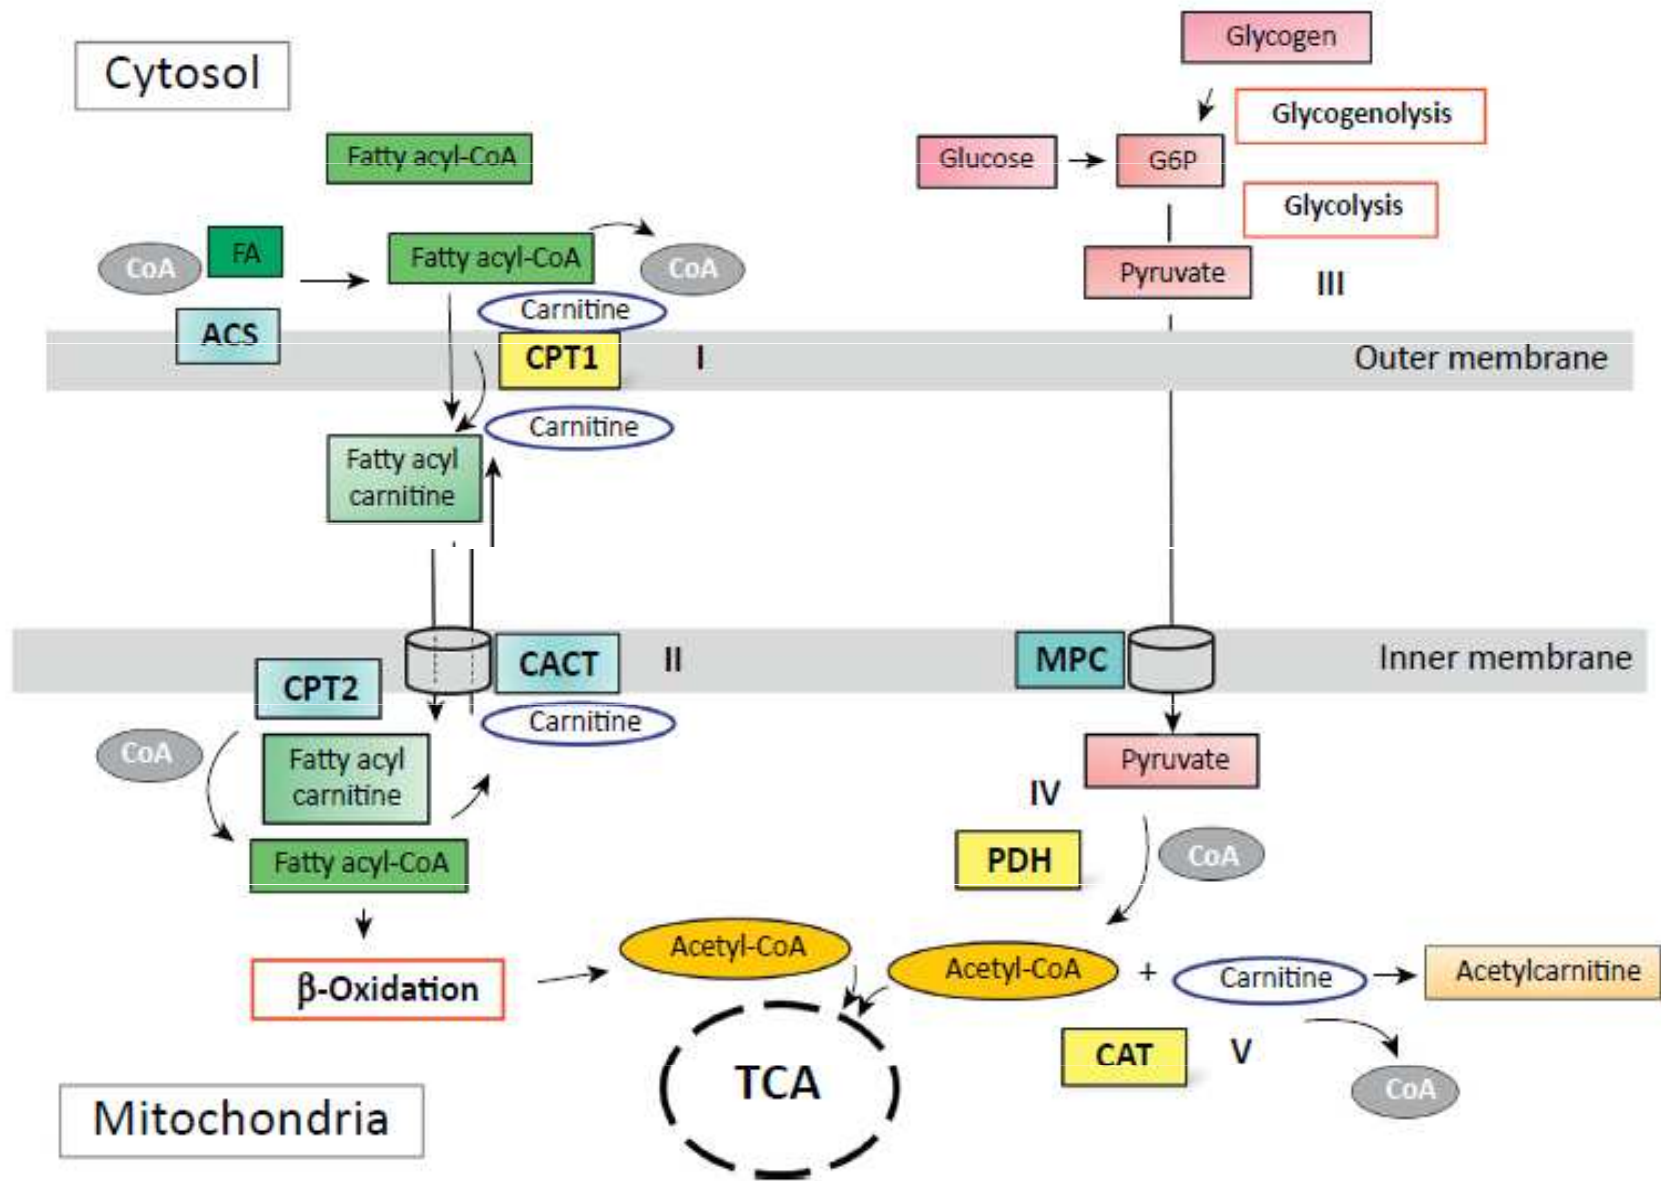 Cytosol
Glycogen
Glycogenolysis
Fatty acyl-CoA
Glucose
G6P
Glycolysis
FA
CoA
Fatty acyl-CoA
CoA
Pyruvate
III
Carnitine
ACS
CPT1
I
Outer membrane
Carnitine
Fatty acyl
carnitine
CPT2
CACT
II
MPC
Inner membrane
Carnitine
CoA
Fatty acyl
carnitine
Pyruvate
IV
Fatty acyl-CoA
PDH
CoA
β-Oxidation
Acetyl-CoA
Acetyl-CoA
+
Carnitine
Acetylcarnitine
CAT
V
TCA
CoA
Mitochondria